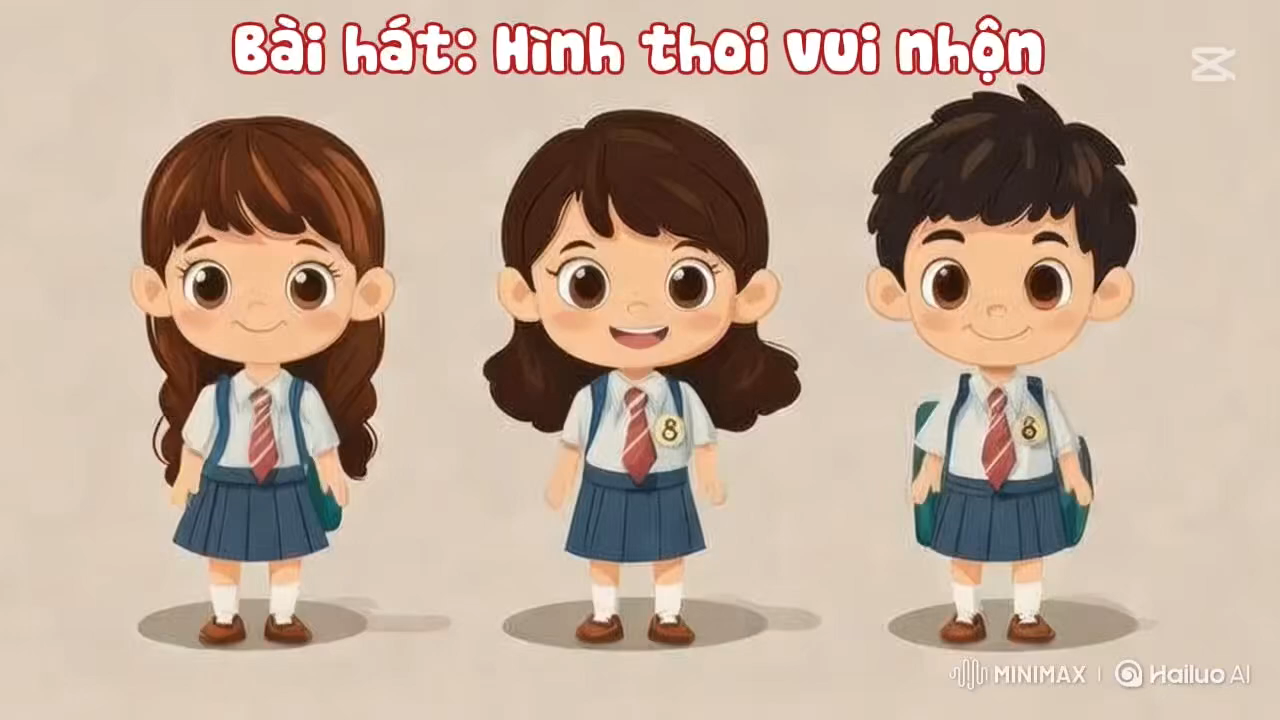 Bài hát: Hình thoi vui nhộn
8
8
MINIMAX | Hailuo AI